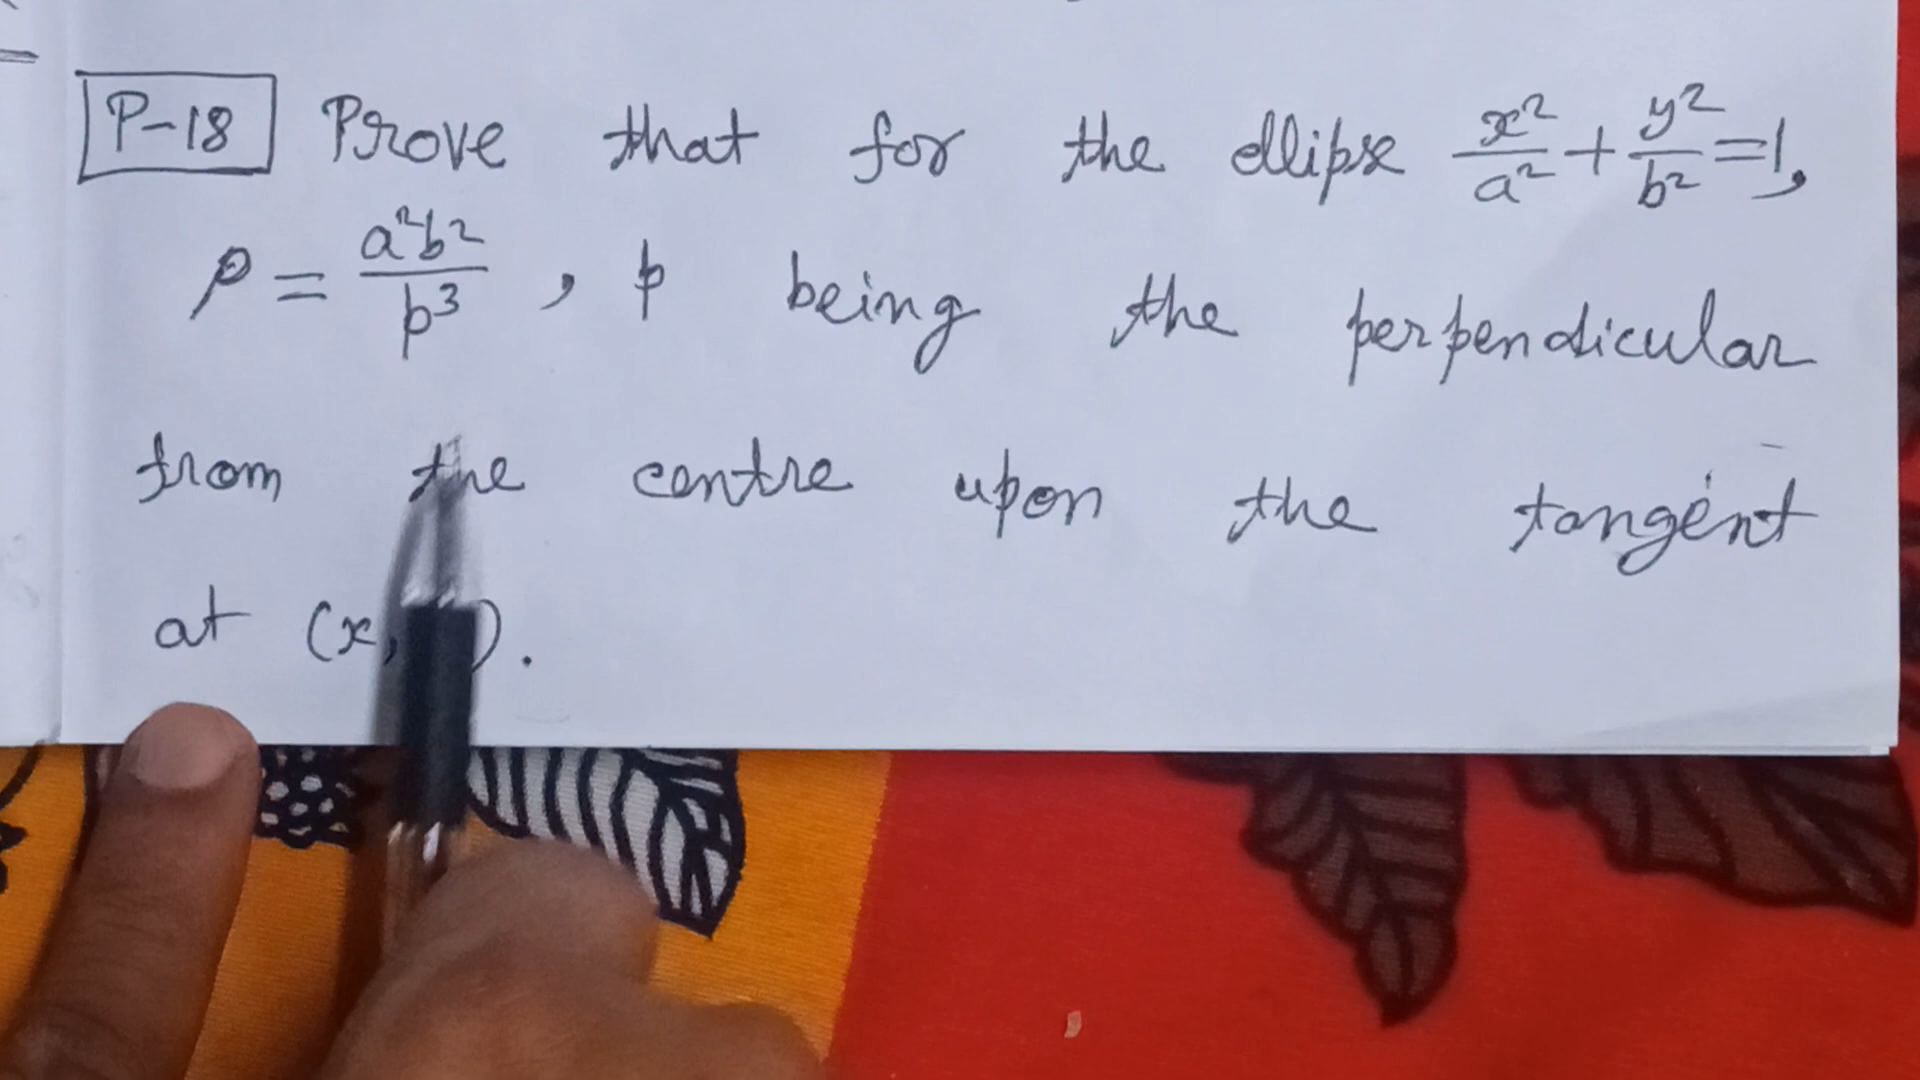 P-18 Prove that for the ellipse x²/a² + y²/b² = 1,
ρ = a²b²/p³, p being the perpendicular
from the centre upon the tangent
at (x, ).